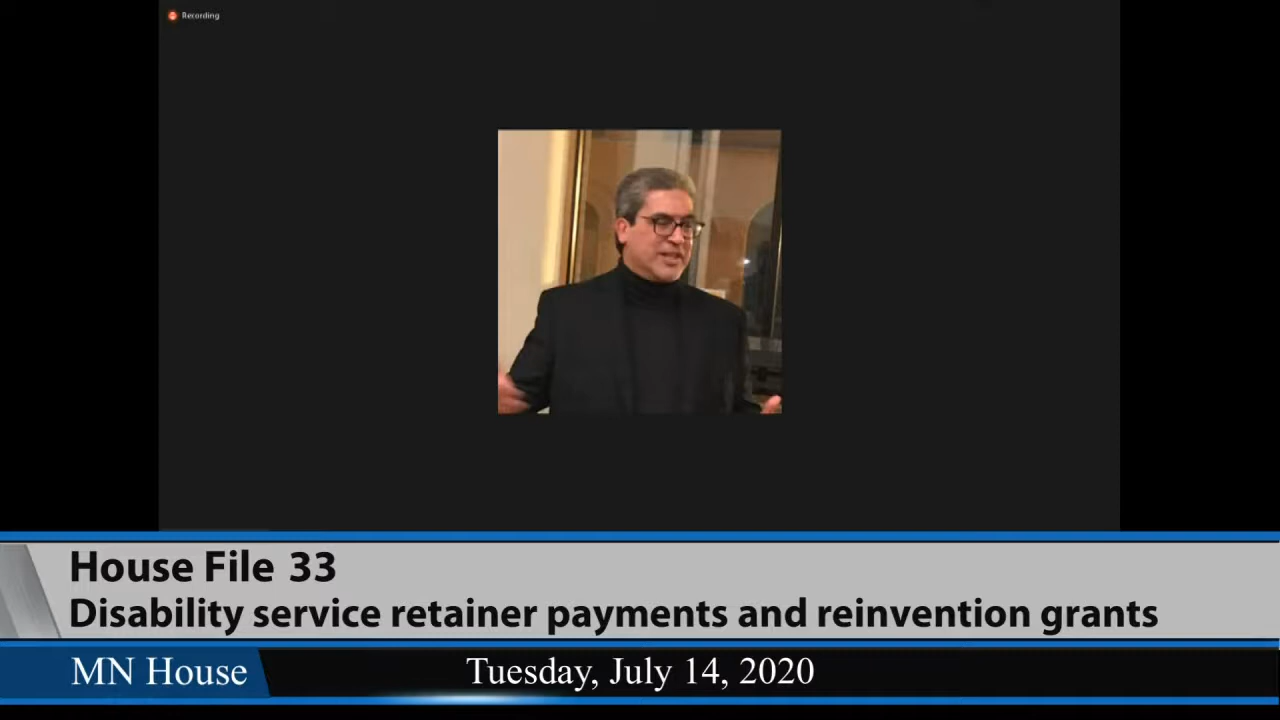 Recording
House File 33
Disability service retainer payments and reinvention grants
MN House
Tuesday, July 14, 2020